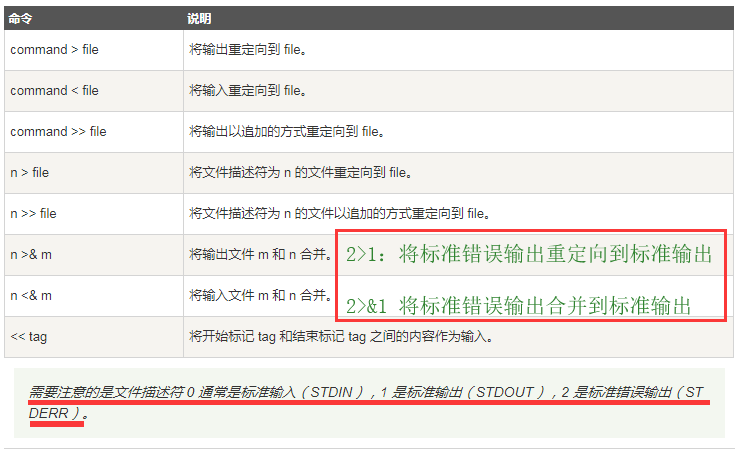 命令 说明
command > file 将输出重定向到 file。
command < file 将输入重定向到 file。
command >> file 将输出以追加的方式重定向到 file。
n > file 将文件描述符为 n 的文件重定向到 file。
n >> file 将文件描述符为 n 的文件以追加的方式重定向到 file。
n >& m 将输出文件 m 和 n 合并。 2>1：将标准错误输出重定向到标准输出
n <& m 将输入文件 m 和 n 合并。 2>&1 将标准错误输出合并到标准输出
<< tag 将开始标记 tag 和结束标记 tag 之间的内容作为输入。
需要注意的是文件描述符 0 通常是标准输入（STDIN），1 是标准输出（STDOUT），2 是标准错误输出（ST
DERR）。